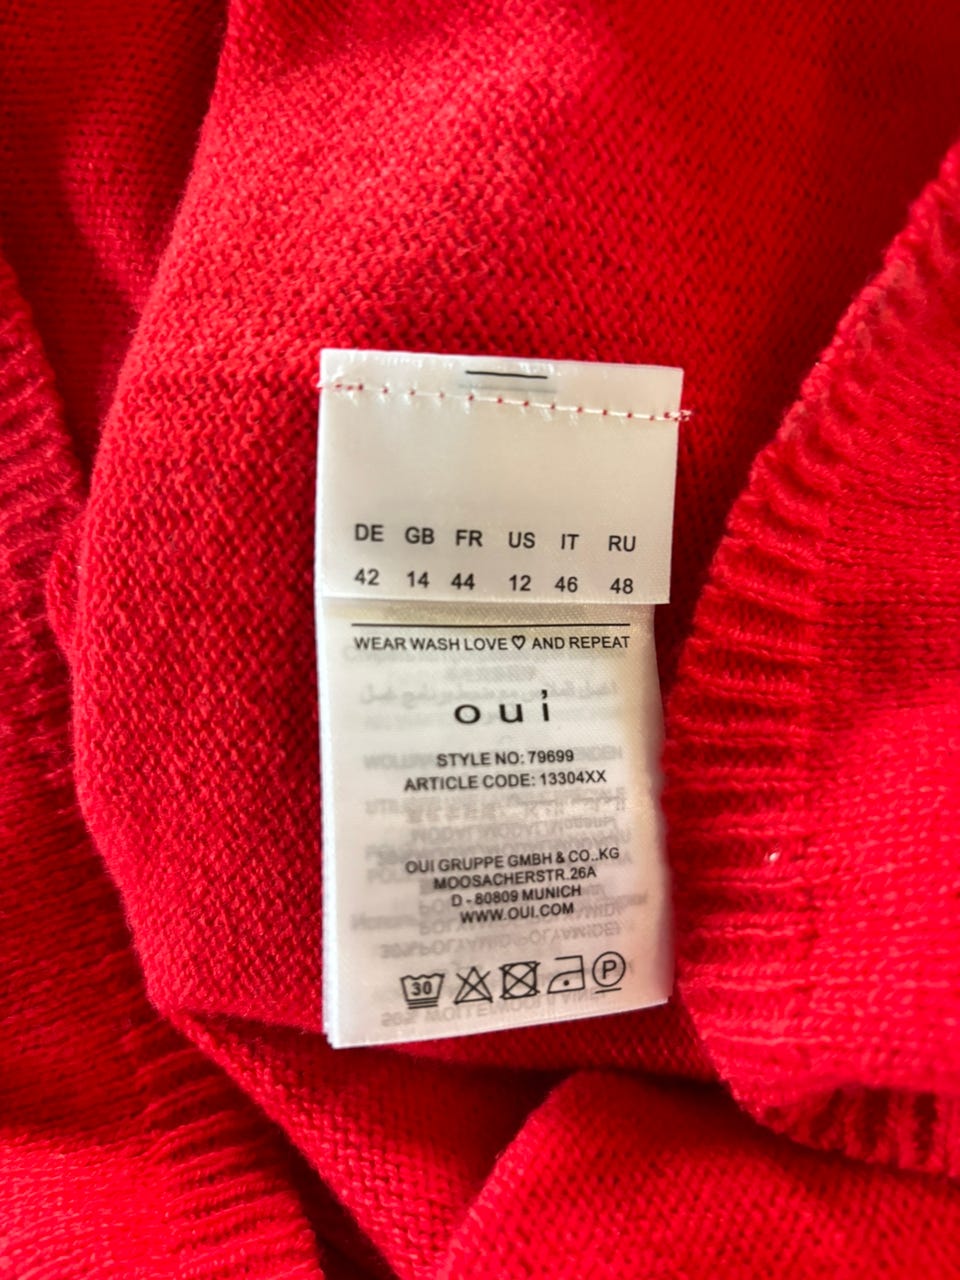 DE GB FR US IT RU
42 14 44 12 46 48
WEAR WASH LOVE ♡ AND REPEAT
oui
STYLE NO: 79699
ARTICLE CODE: 13304XX
OUI GRUPPE GMBH & CO..KG
MOOSACHERSTR.26A
D - 80809 MUNICH
WWW.OUI.COM
30
P